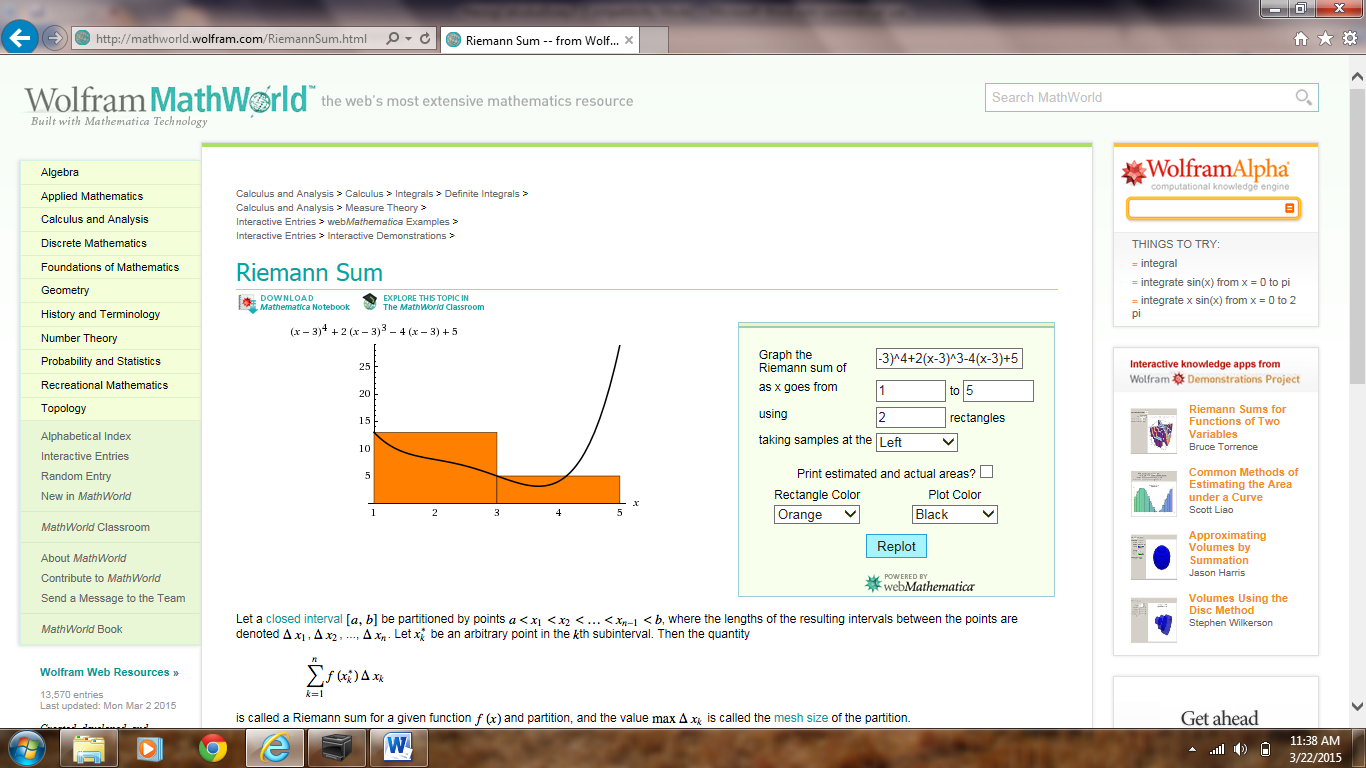 http://mathworld.wolfram.com/RiemannSum.html
Riemann Sum -- from Wolf...
Wolfram MathWorld™ the web's most extensive mathematics resource
Built with Mathematica Technology
Search MathWorld
Algebra
Applied Mathematics
Calculus and Analysis
Discrete Mathematics
Foundations of Mathematics
Geometry
History and Terminology
Number Theory
Probability and Statistics
Recreational Mathematics
Topology
Alphabetical Index
Interactive Entries
Random Entry
New in MathWorld
MathWorld Classroom
About MathWorld
Contribute to MathWorld
Send a Message to the Team
MathWorld Book
Wolfram Web Resources »
13,570 entries
Last updated: Mon Mar 2 2015
Calculus and Analysis > Calculus > Integrals > Definite Integrals >
Calculus and Analysis > Measure Theory >
Interactive Entries > webMathematica Examples >
Interactive Entries > Interactive Demonstrations >
Riemann Sum
DOWNLOAD
Mathematica Notebook
EXPLORE THIS TOPIC IN
The MathWorld Classroom
(x − 3)⁴ + 2 (x − 3)³ − 4 (x − 3) + 5
25
20
15
10
5
1 2 3 4 5 x
Graph the
Riemann sum of -3)^4+2(x-3)^3-4(x-3)+5
as x goes from 1 to 5
using 2 rectangles
taking samples at the Left
Print estimated and actual areas?
Rectangle Color Plot Color
Orange Black
Replot
POWERED BY
webMathematica
Let a closed interval [a, b] be partitioned by points a < x₁ < x₂ < … < xₙ₋₁ < b, where the lengths of the resulting intervals between the points are
denoted Δ x₁, Δ x₂, ..., Δ xₙ. Let xₖ* be an arbitrary point in the kth subinterval. Then the quantity
n
∑ f (xₖ*) Δ xₖ
k=1
is called a Riemann sum for a given function f (x) and partition, and the value max Δ xₖ is called the mesh size of the partition.
WolframAlpha
computational knowledge engine
THINGS TO TRY:
= integral
= integrate sin(x) from x = 0 to pi
= integrate x sin(x) from x = 0 to 2
pi
Interactive knowledge apps from
Wolfram Demonstrations Project
Riemann Sums for
Functions of Two
Variables
Bruce Torrence
Common Methods of
Estimating the Area
under a Curve
Scott Liao
Approximating
Volumes by
Summation
Jason Harris
Volumes Using the
Disc Method
Stephen Wilkerson
Get ahead
11:38 AM
3/22/2015